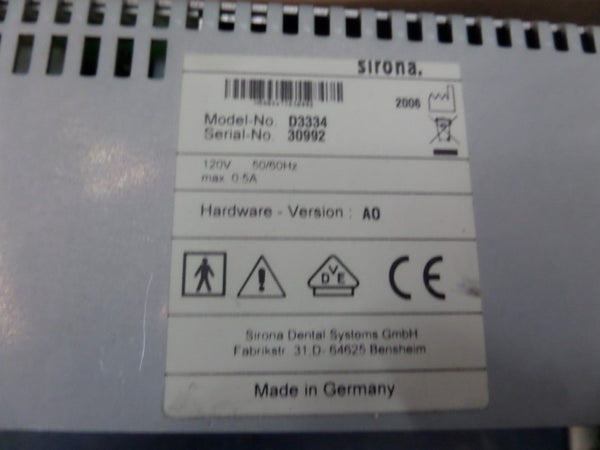 sirona.
2006
Model-No. D3334
Serial-No. 30992
120V 50/60Hz
max 0.5A
Hardware - Version : A0
DVE
CE
Sirona Dental Systems GmbH
Fabrikstr. 31,D- 64625 Bensheim
Made in Germany